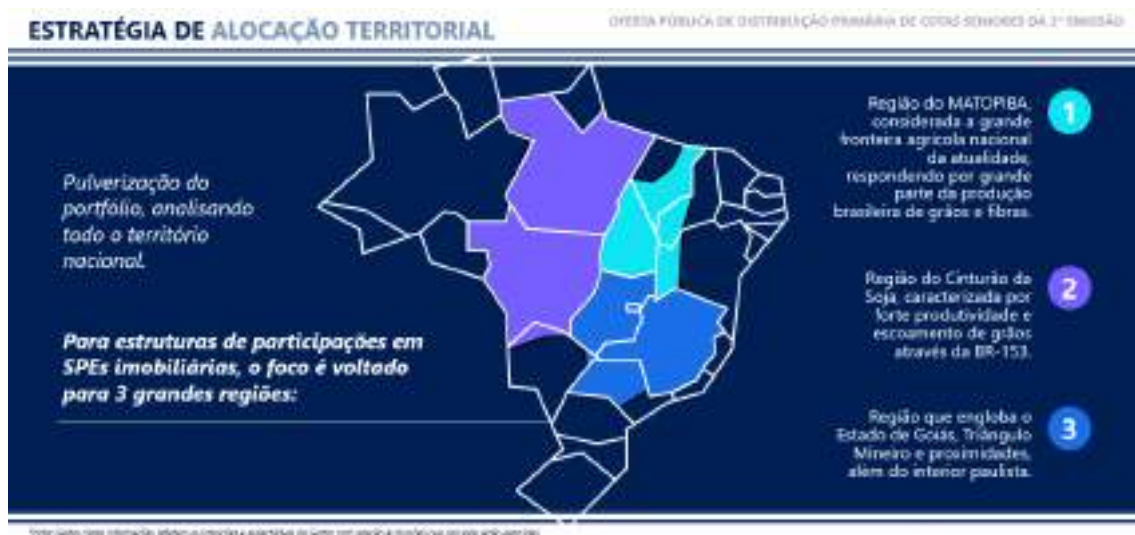 ESTRATÉGIA DE ALOCAÇÃO TERRITORIAL
OFERTA PÚBLICA DE DISTRIBUIÇÃO PRIMÁRIA DE COTAS SENIORES DA 2ª EMISSÃO
Pulverização do
portfólio, analisando
todo o território
nacional.
Para estruturas de participações em
SPEs imobiliárias, o foco é voltado
para 3 grandes regiões:
Região do MATOPIBA,
considerada a grande
fronteira agrícola nacional
da atualidade,
respondendo por grande
parte da produção
brasileira de grãos e fibras.
1
Região do Cinturão da
Soja, caracterizada por
forte produtividade e
escoamento de grãos
através da BR-153.
2
Região que engloba o
Estado de Goiás, Triângulo
Mineiro e proximidades,
além do interior paulista.
3